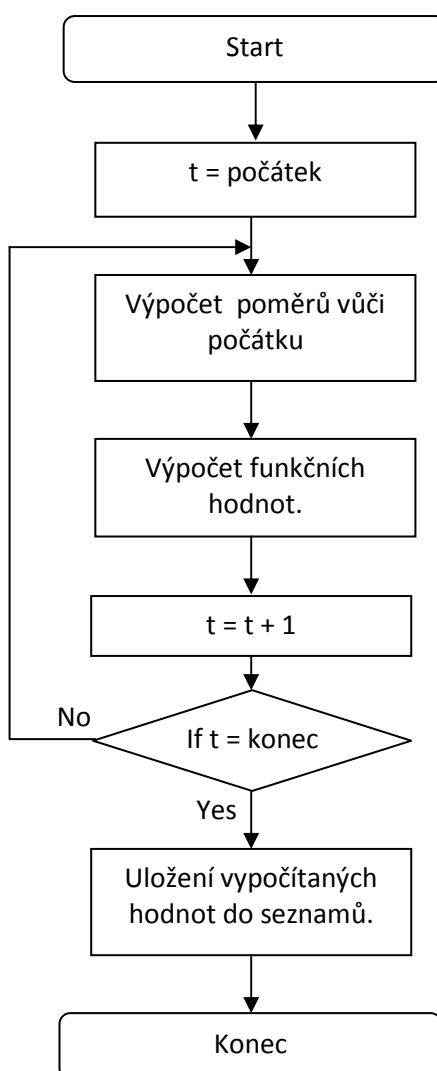 Start
t = počátek
Výpočet poměrů vůči
počátku
Výpočet funkčních
hodnot.
t = t + 1
No
If t = konec
Yes
Uložení vypočítaných
hodnot do seznamů.
Konec